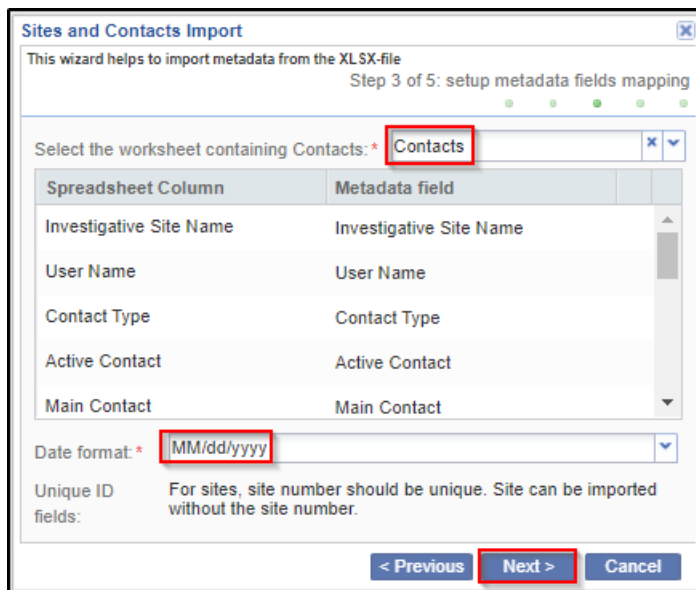 Sites and Contacts Import
This wizard helps to import metadata from the XLSX-file
Step 3 of 5: setup metadata fields mapping
Select the worksheet containing Contacts:* Contacts
Spreadsheet Column Metadata field
Investigative Site Name Investigative Site Name
User Name User Name
Contact Type Contact Type
Active Contact Active Contact
Main Contact Main Contact
Date format:* MM/dd/yyyy
Unique ID For sites, site number should be unique. Site can be imported
fields: without the site number.
< Previous Next > Cancel